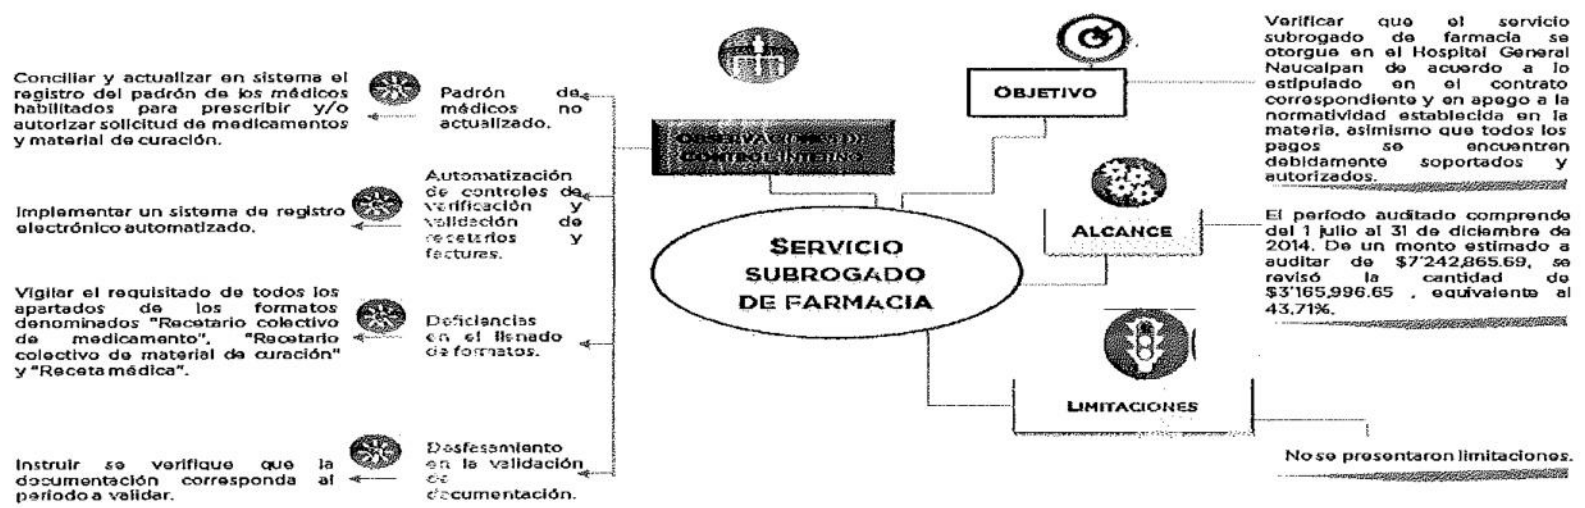 Conciliar y actualizar en sistema el
registro del padrón de los médicos
habilitados para prescribir y/o
autorizar solicitud de medicamentos
y material de curación.
Padrón de
médicos no
actualizado.
Implementar un sistema de registro
electrónico automatizado.
Automatización
de controles de
verificación y
validación de
recetarios y
facturas.
Vigilar el requisitado de todos los
apartados de los formatos
denominados "Recetario colectivo
de medicamento", "Recetario
colectivo de material de curación"
y "Receta médica".
Deficiencias
en el llenado
de formatos.
Instruir se verifique que la
documentación corresponda al
período a validar.
Desfasamiento
en la validación
de
documentación.
CONTROL INTERNO
SERVICIO
SUBROGADO
DE FARMACIA
OBJETIVO
Verificar que el servicio
subrogado de farmacia se
otorgue en el Hospital General
Naucalpan de acuerdo a lo
estipulado en el contrato
correspondiente y en apego a la
normatividad establecida en la
materia, asimismo que todos los
pagos se encuentren
debidamente soportados y
autorizados.
ALCANCE
El período auditado comprende
del 1 julio al 31 de diciembre de
2014. De un monto estimado a
auditar de $7'242,865.69, se
revisó la cantidad de
$3'165,996.65 , equivalente al
43.71%.
LIMITACIONES
No se presentaron limitaciones.